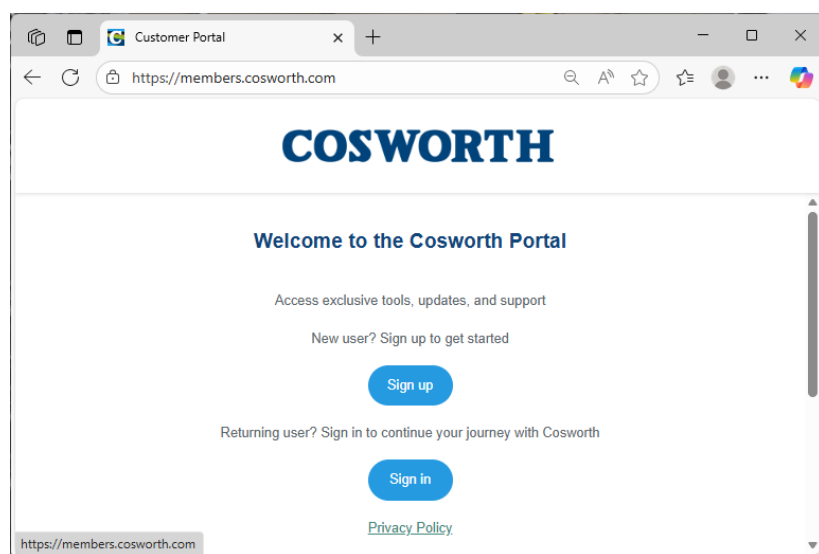 Customer Portal
https://members.cosworth.com
COSWORTH
Welcome to the Cosworth Portal
Access exclusive tools, updates, and support
New user? Sign up to get started
Sign up
Returning user? Sign in to continue your journey with Cosworth
Sign in
Privacy Policy
https://members.cosworth.com